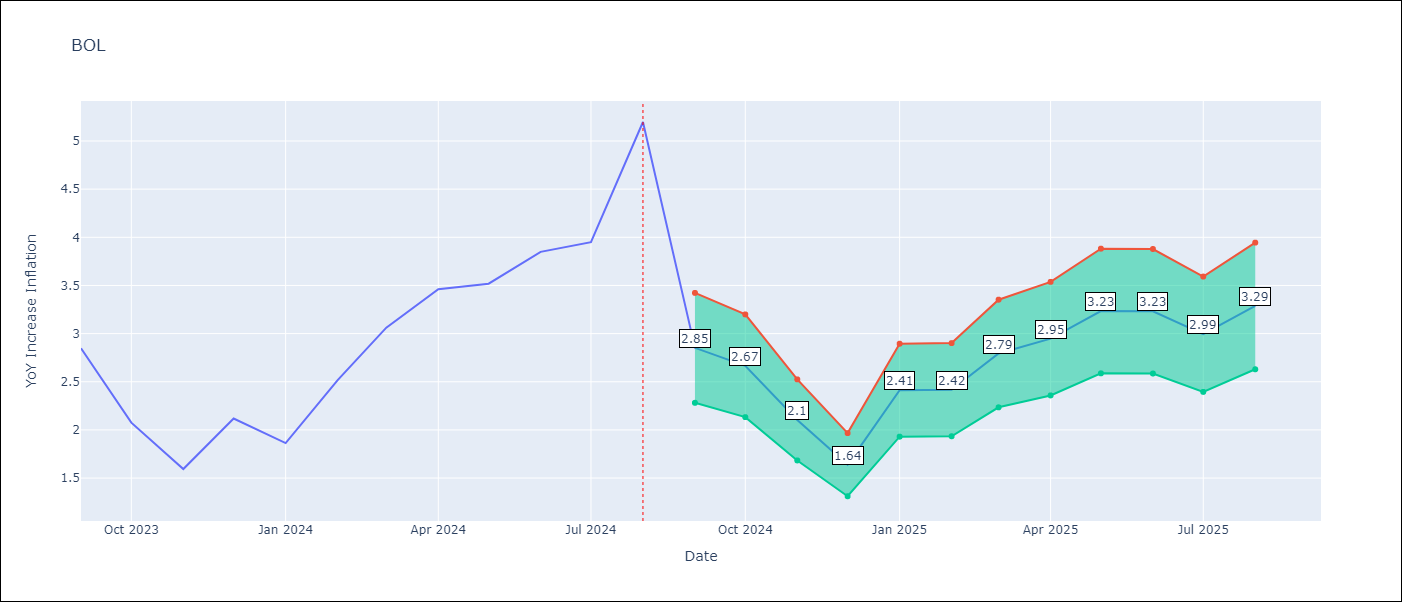 BOL
YoY Increase Inflation
5
4.5
4
3.5
3
2.5
2
1.5
2.85
2.67
2.1
1.64
2.41
2.42
2.79
2.95
3.23
3.23
2.99
3.29
Oct 2023
Jan 2024
Apr 2024
Jul 2024
Oct 2024
Jan 2025
Apr 2025
Jul 2025
Date